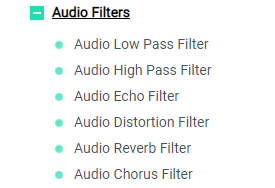 Audio Filters
Audio Low Pass Filter
Audio High Pass Filter
Audio Echo Filter
Audio Distortion Filter
Audio Reverb Filter
Audio Chorus Filter